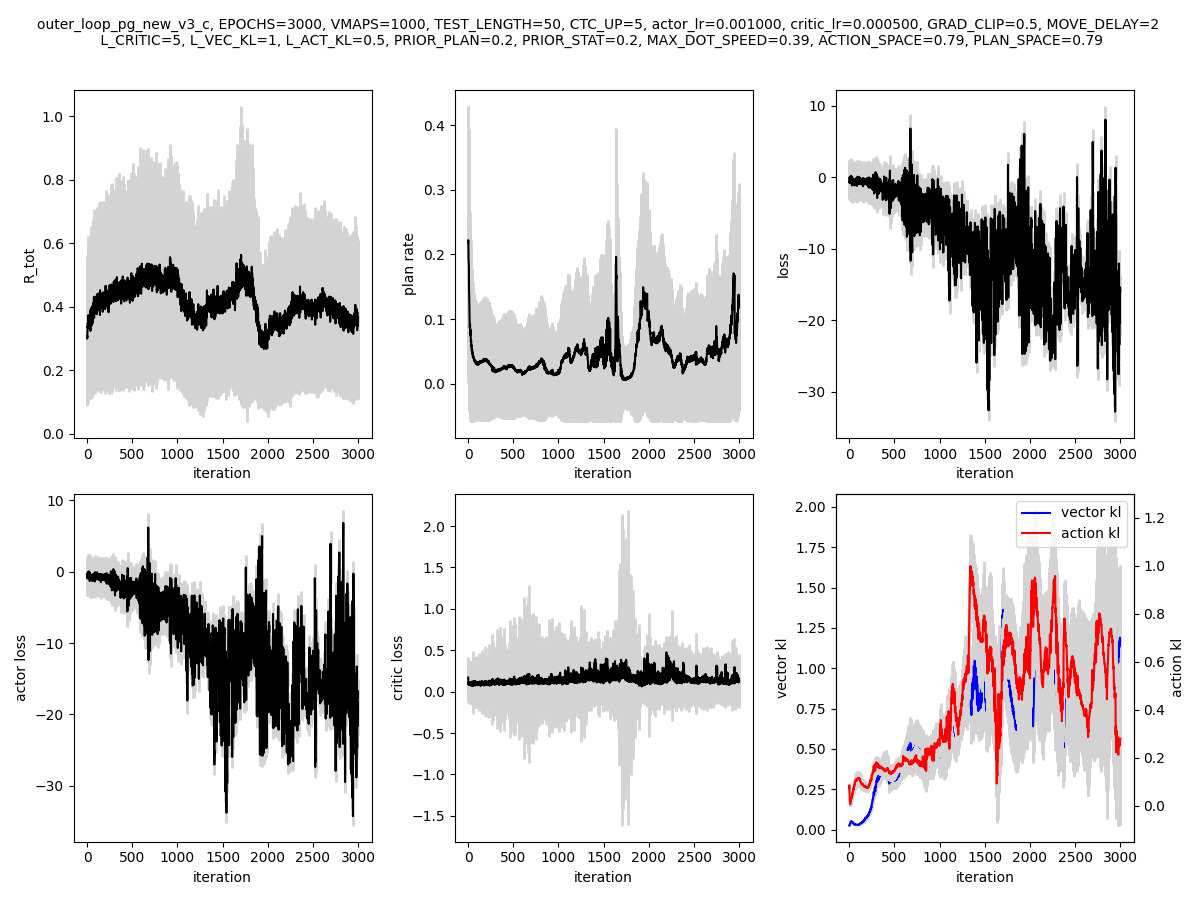 outer_loop_pg_new_v3_c, EPOCHS=3000, VMAPS=1000, TEST_LENGTH=50, CTC_UP=5, actor_lr=0.001000, critic_lr=0.000500, GRAD_CLIP=0.5, MOVE_DELAY=2
L_CRITIC=5, L_VEC_KL=1, L_ACT_KL=0.5, PRIOR_PLAN=0.2, PRIOR_STAT=0.2, MAX_DOT_SPEED=0.39, ACTION_SPACE=0.79, PLAN_SPACE=0.79
R_tot
1.0
0.8
0.6
0.4
0.2
0.0
0 500 1000 1500 2000 2500 3000
iteration
plan rate
0.4
0.3
0.2
0.1
0.0
0 500 1000 1500 2000 2500 3000
iteration
loss
10
0
−10
−20
−30
0 500 1000 1500 2000 2500 3000
iteration
actor loss
10
0
−10
−20
−30
0 500 1000 1500 2000 2500 3000
iteration
critic loss
2.0
1.5
1.0
0.5
0.0
−0.5
−1.0
−1.5
0 500 1000 1500 2000 2500 3000
iteration
vector kl
2.00
1.75
1.50
1.25
1.00
0.75
0.50
0.25
0.00
0 500 1000 1500 2000 2500 3000
iteration
vector kl
action kl
1.2
1.0
0.8
0.6
0.4
0.2
0.0
action kl